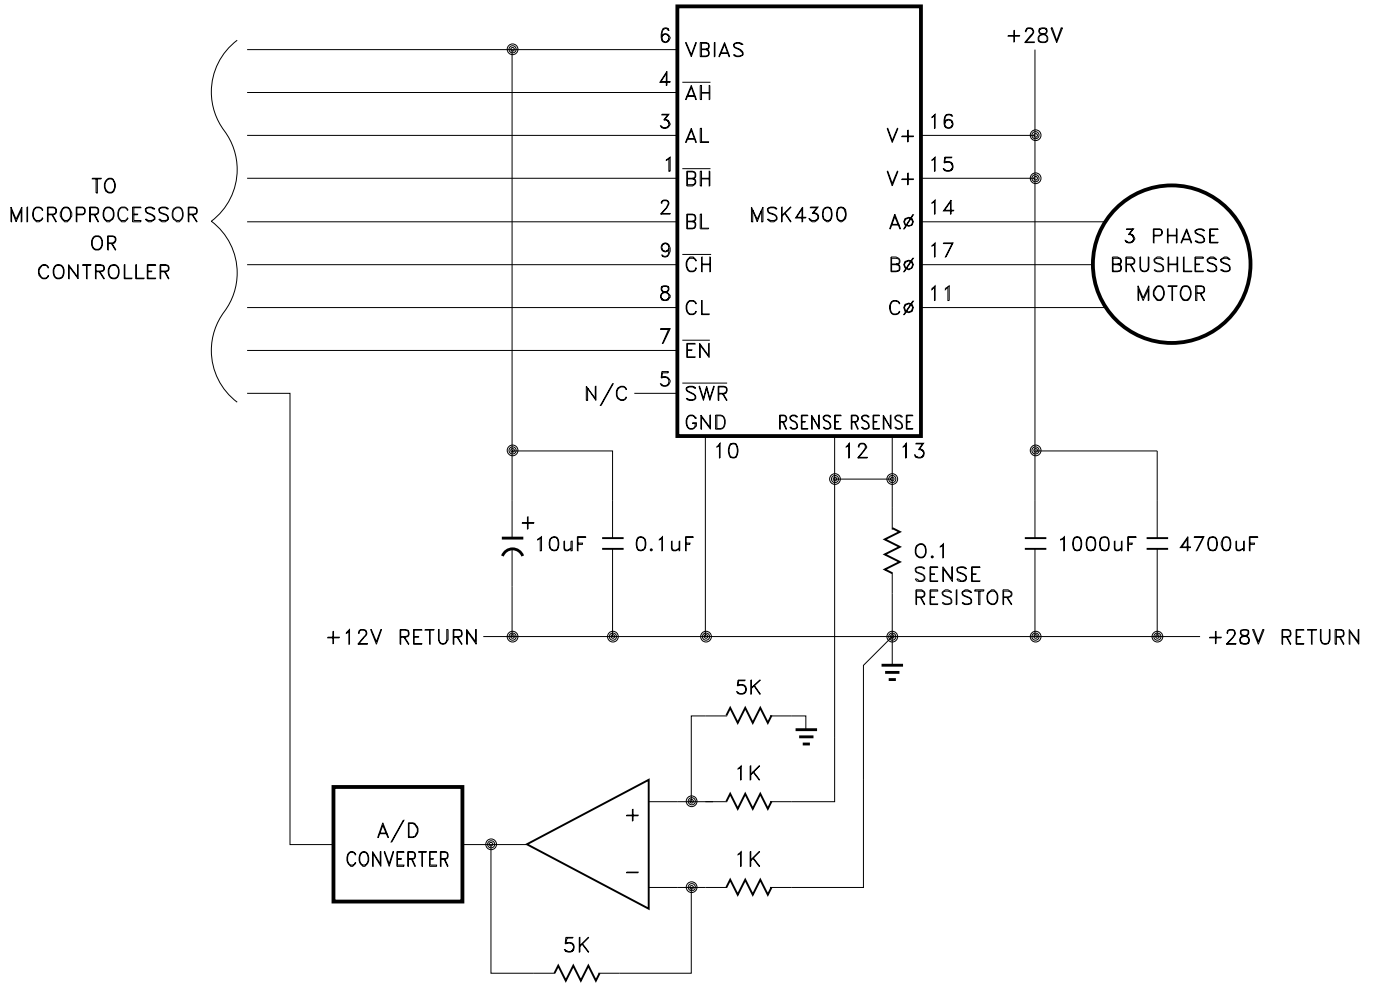 6
VBIAS
+28V
4
AH
3
AL
16
V+
1
BH
15
V+
TO
MICROPROCESSOR
OR
CONTROLLER
2
BL
MSK4300
14
AØ
3 PHASE
BRUSHLESS
MOTOR
9
CH
17
BØ
8
CL
11
CØ
7
EN
N/C
5
SWR
GND
RSENSE RSENSE
10
12
13
+
10uF
0.1uF
0.1
SENSE
RESISTOR
1000uF
4700uF
+12V RETURN
+28V RETURN
5K
1K
+
A/D
CONVERTER
1K
−
5K